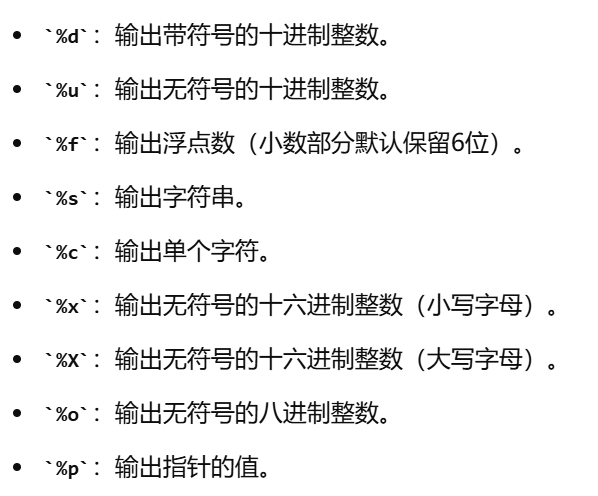 • `%d`：输出带符号的十进制整数。
• `%u`：输出无符号的十进制整数。
• `%f`：输出浮点数（小数部分默认保留6位）。
• `%s`：输出字符串。
• `%c`：输出单个字符。
• `%x`：输出无符号的十六进制整数（小写字母）。
• `%X`：输出无符号的十六进制整数（大写字母）。
• `%o`：输出无符号的八进制整数。
• `%p`：输出指针的值。